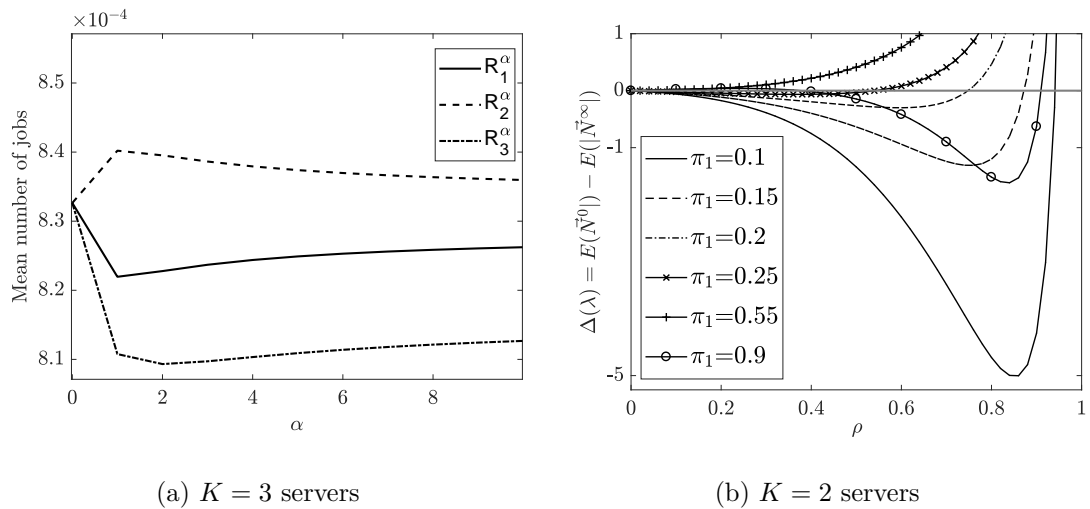 ×10⁻⁴
8.5
8.4
8.3
8.2
8.1
Mean number of jobs
R₁^α
R₂^α
R₃^α
0 2 4 6 8
α
(a) K = 3 servers
1
0
-1
-5
Δ(λ) = E(|N⃗⁰|) − E(|N⃗^∞|)
π₁=0.1
π₁=0.15
π₁=0.2
π₁=0.25
π₁=0.55
π₁=0.9
0 0.2 0.4 0.6 0.8 1
ρ
(b) K = 2 servers